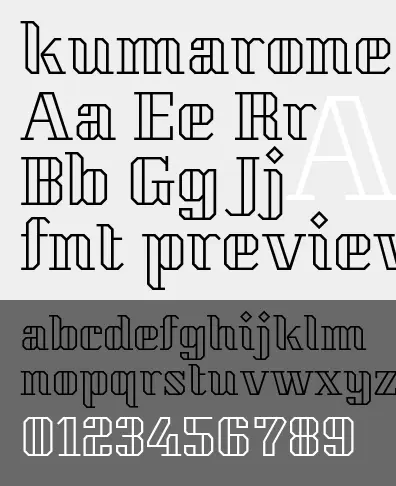 kumarone
Aa Ee Rr
A
Bb Gg Jj
fnt preview
abcdefghijklm
nopqrstuvwxyz
0123456789